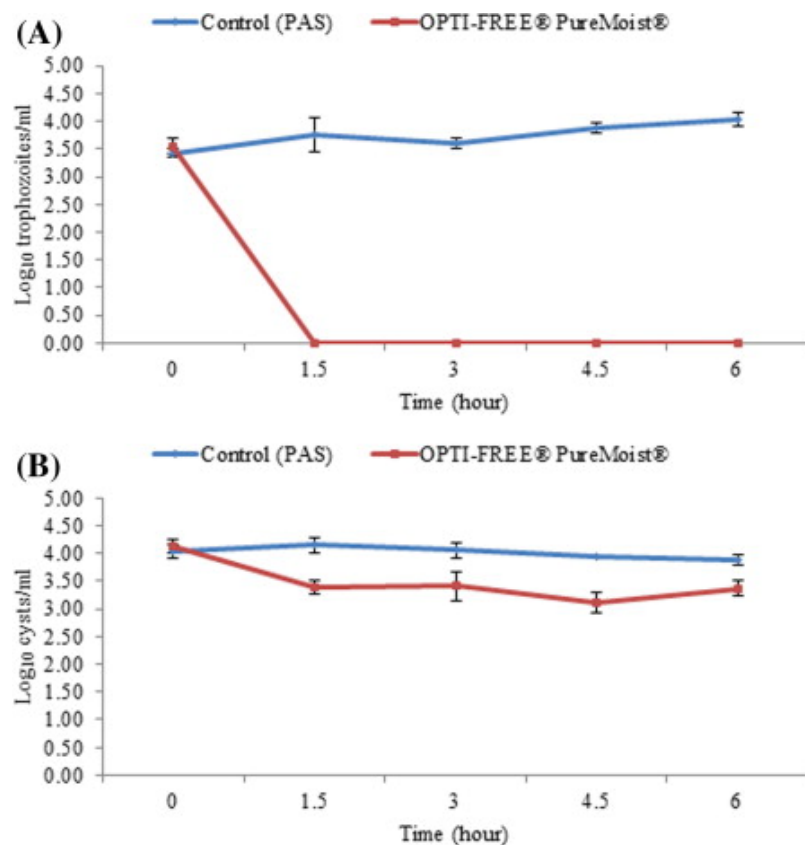 (A)
Control (PAS) OPTI-FREE® PureMoist®
5.00
4.50
4.00
3.50
3.00
2.50
2.00
1.50
1.00
0.50
0.00
Log₁₀ trophozoites/ml
0 1.5 3 4.5 6
Time (hour)
(B)
Control (PAS) OPTI-FREE® PureMoist®
5.00
4.50
4.00
3.50
3.00
2.50
2.00
1.50
1.00
0.50
0.00
Log₁₀ cysts/ml
0 1.5 3 4.5 6
Time (hour)